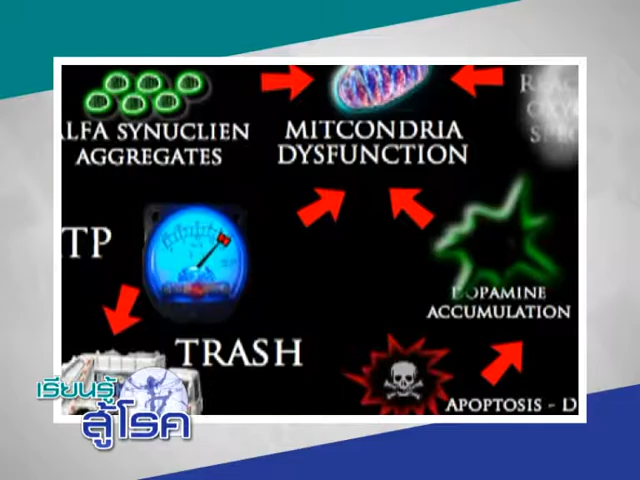 ALFA SYNUCLIEN
AGGREGATES
MITCONDRIA
DYSFUNCTION
TP
TRASH
DOPAMINE
ACCUMULATION
APOPTOSIS - D
เรียนรู้
สู้โรค